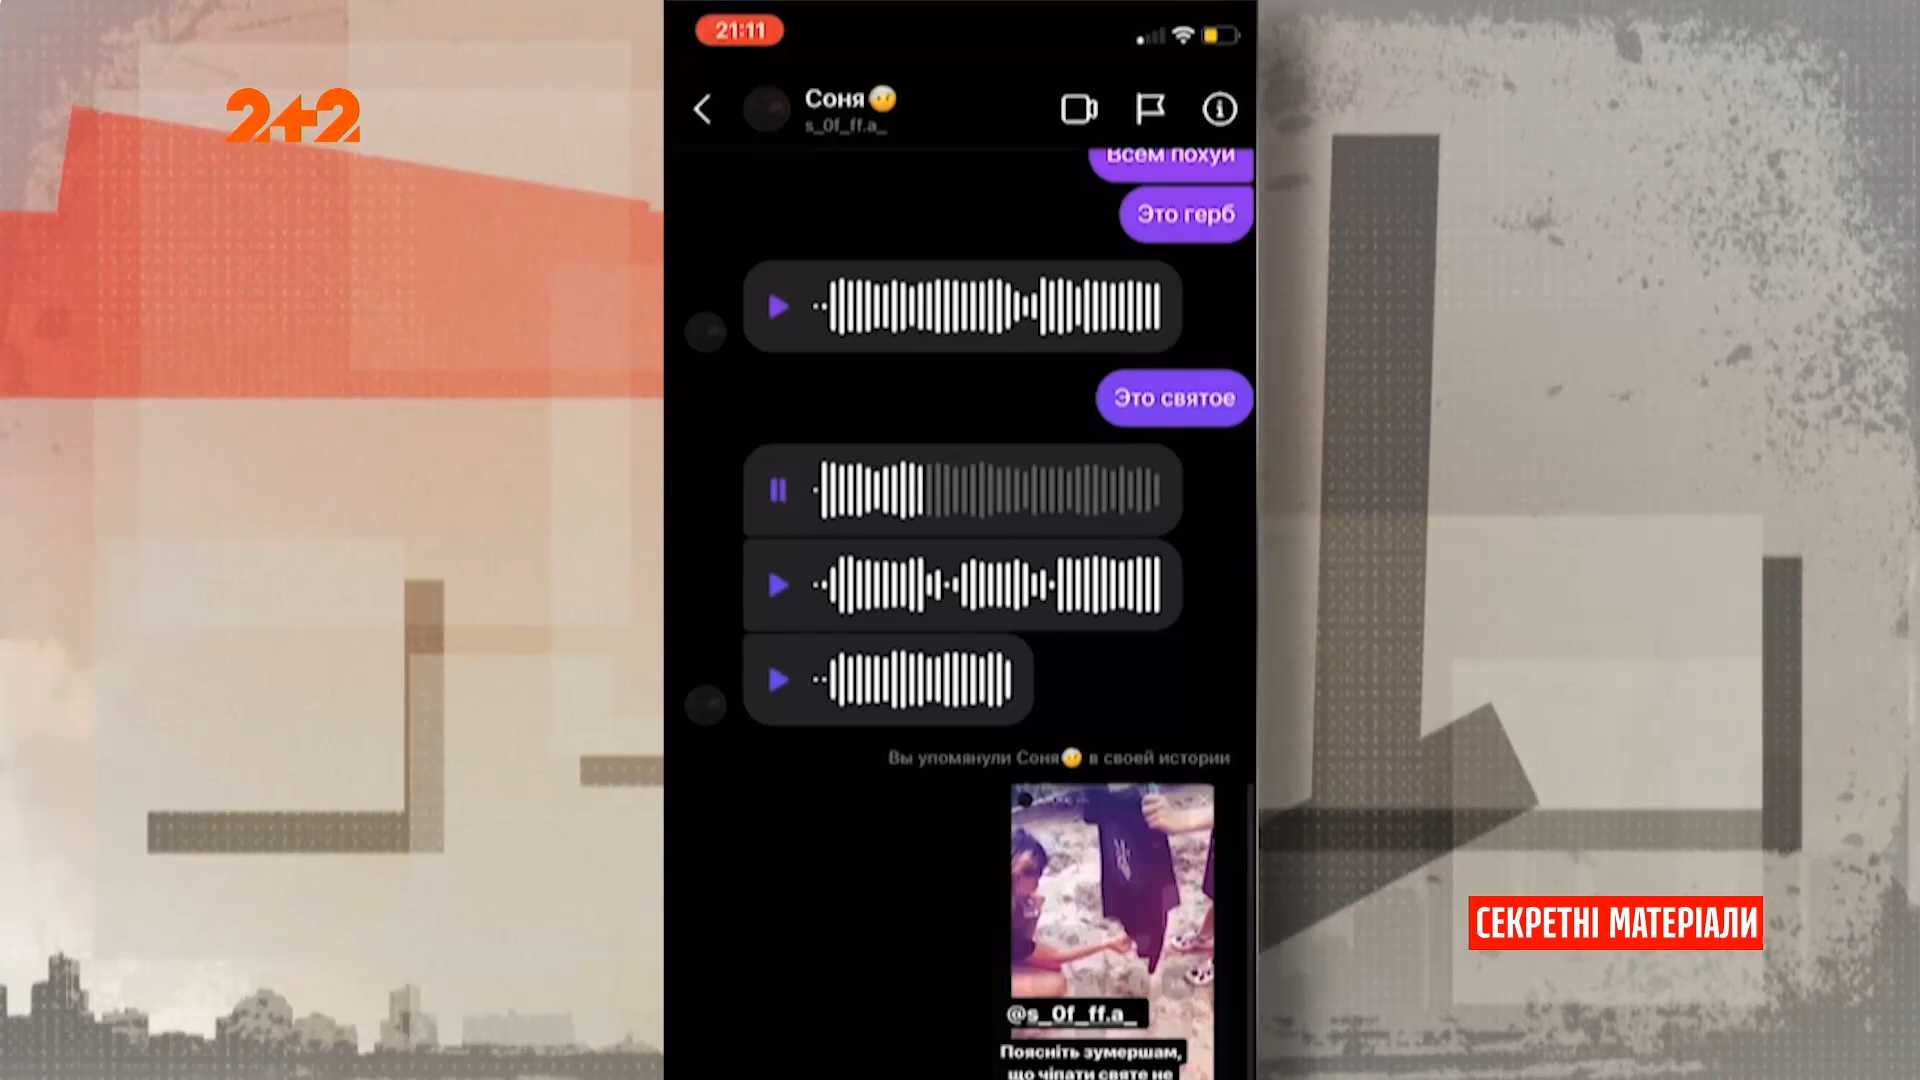 21:11
2+2
Соня
s_0f_ff.a_
Всем похуй
Это герб
Это святое
Вы упомянули Соня в своей истории
@s_0f_ff.a_
Поясніть зумершам,
що чіпати святе не
СЕКРЕТНІ МАТЕРІАЛИ